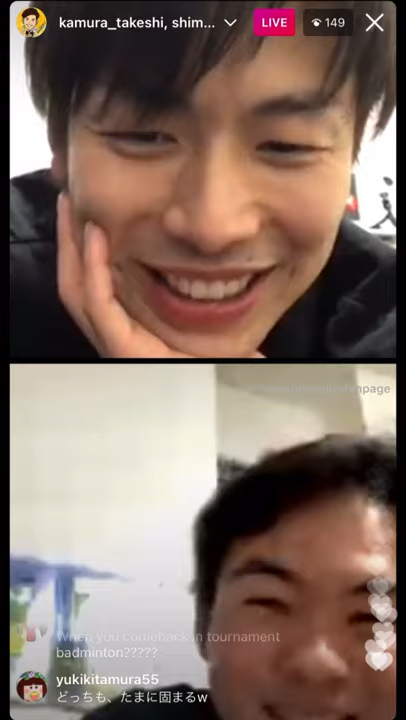 kamura_takeshi, shim...
LIVE
149
When you comeback in tournament
badminton?????
yukikitamura55
どっちも、たまに固まるw